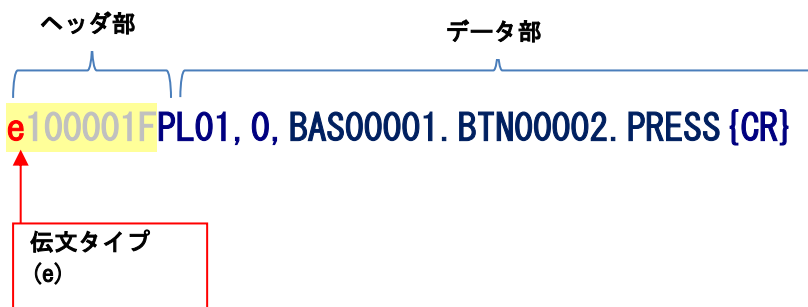 ヘッダ部
データ部
e100001FPL01,0,BAS00001.BTN00002.PRESS{CR}
伝文タイプ
(e)